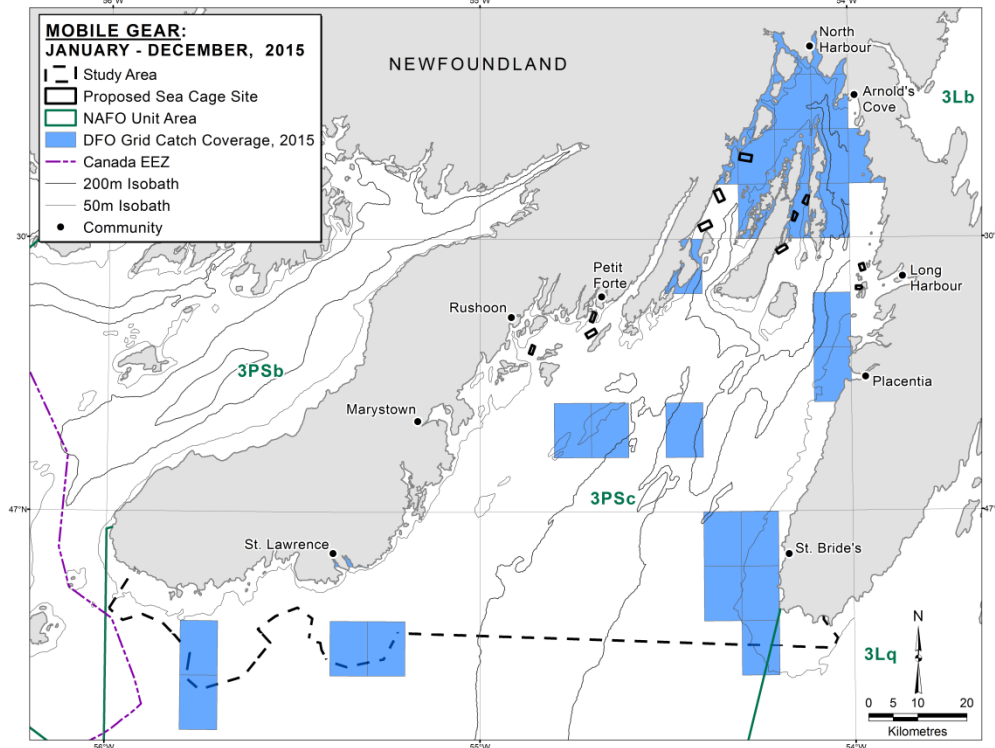 MOBILE GEAR:
JANUARY - DECEMBER, 2015
Study Area
Proposed Sea Cage Site
NAFO Unit Area
DFO Grid Catch Coverage, 2015
Canada EEZ
200m Isobath
50m Isobath
Community
55°W
54°W
NEWFOUNDLAND
North
Harbour
Arnold's
Cove
3Lb
30'
Long
Harbour
Petit
Forte
Rushoon
3PSb
Placentia
Marystown
3PSc
47°N
47°
St. Lawrence
St. Bride's
3Lq
N
0 5 10 20
Kilometres
56°W
55°W
54°W